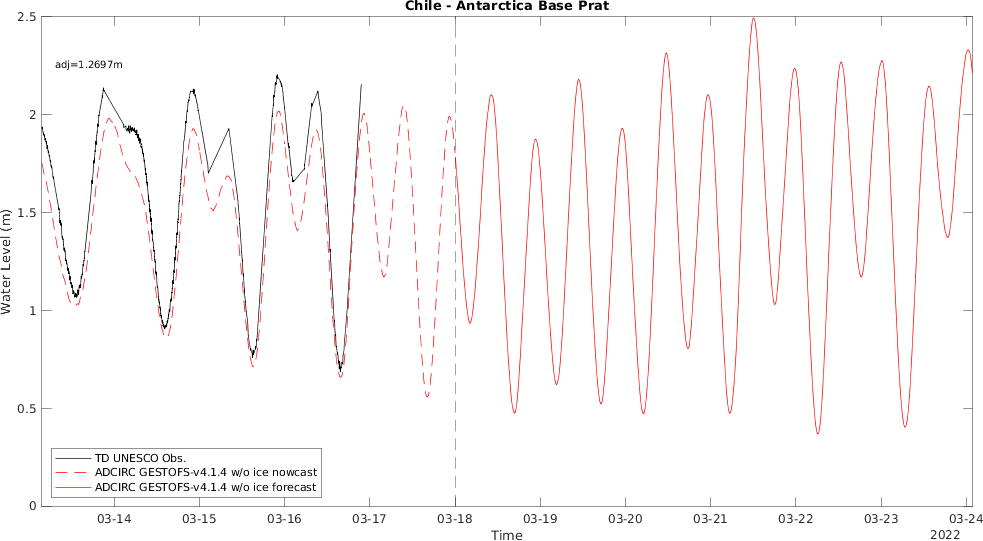 Chile - Antarctica Base Prat
2.5
adj=1.2697m
2
1.5
Water Level (m)
1
0.5
TD UNESCO Obs.
ADCIRC GESTOFS-v4.1.4 w/o ice nowcast
ADCIRC GESTOFS-v4.1.4 w/o ice forecast
0
03-14 03-15 03-16 03-17 03-18 03-19 03-20 03-21 03-22 03-23 03-24
Time
2022